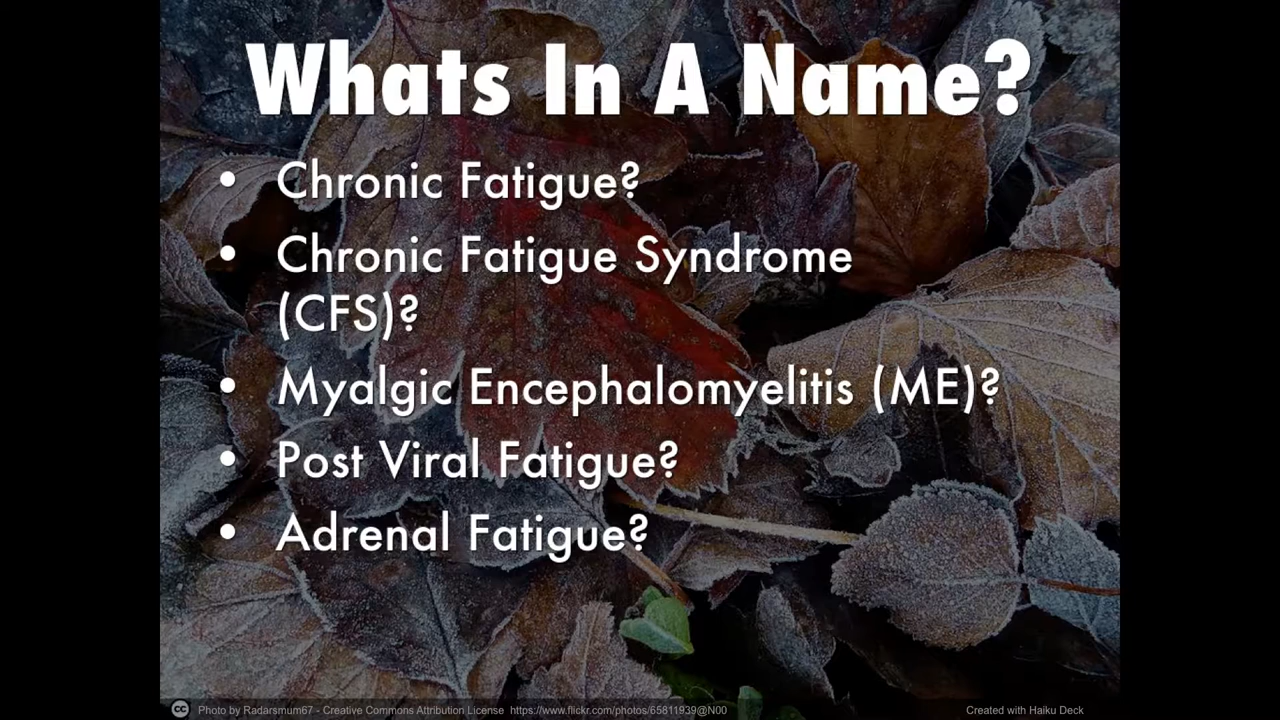 Whats In A Name?
• Chronic Fatigue?
• Chronic Fatigue Syndrome
(CFS)?
• Myalgic Encephalomyelitis (ME)?
• Post Viral Fatigue?
• Adrenal Fatigue?
cc Photo by Radarsmum67 - Creative Commons Attribution License https://www.flickr.com/photos/65811939@N00
Created with Haiku Deck